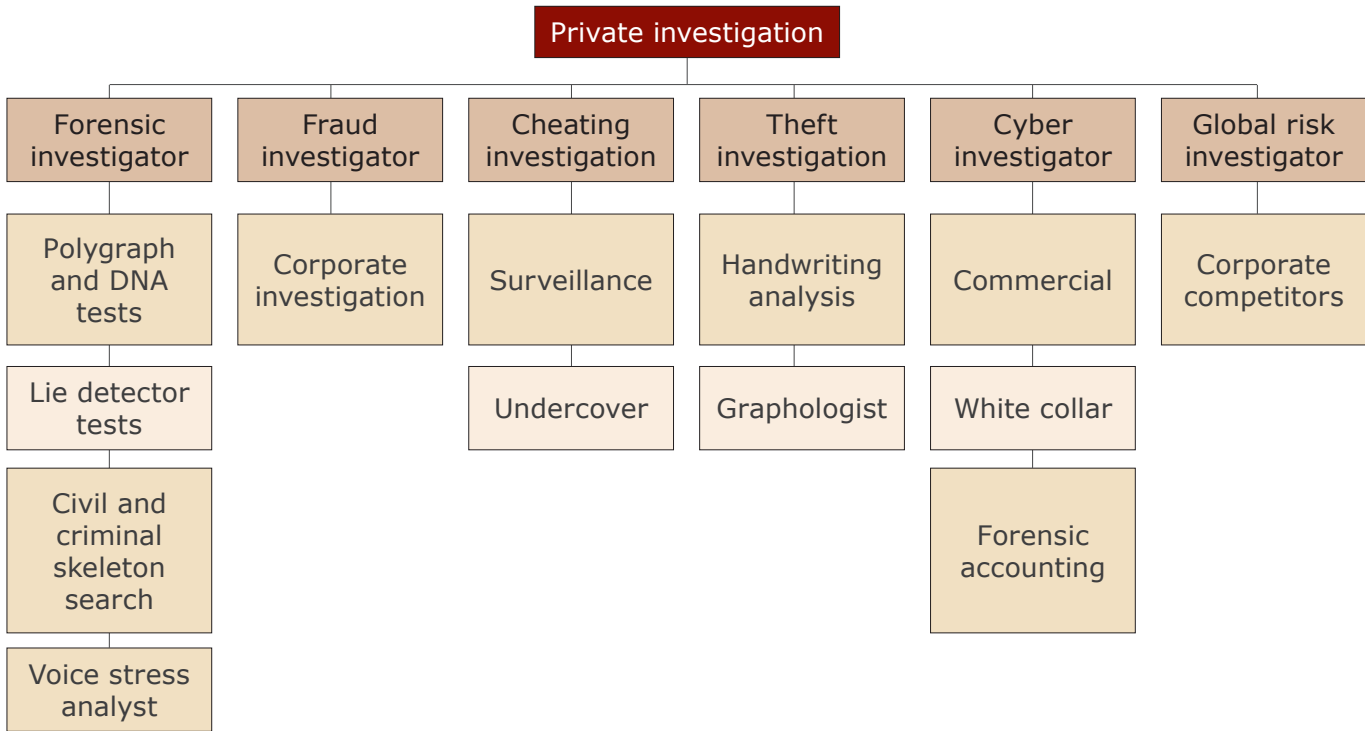 Private investigation
Forensic
investigator
Fraud
investigator
Cheating
investigation
Theft
investigation
Cyber
investigator
Global risk
investigator
Polygraph
and DNA
tests
Corporate
investigation
Surveillance
Handwriting
analysis
Commercial
Corporate
competitors
Lie detector
tests
Undercover
Graphologist
White collar
Civil and
criminal
skeleton
search
Forensic
accounting
Voice stress
analyst